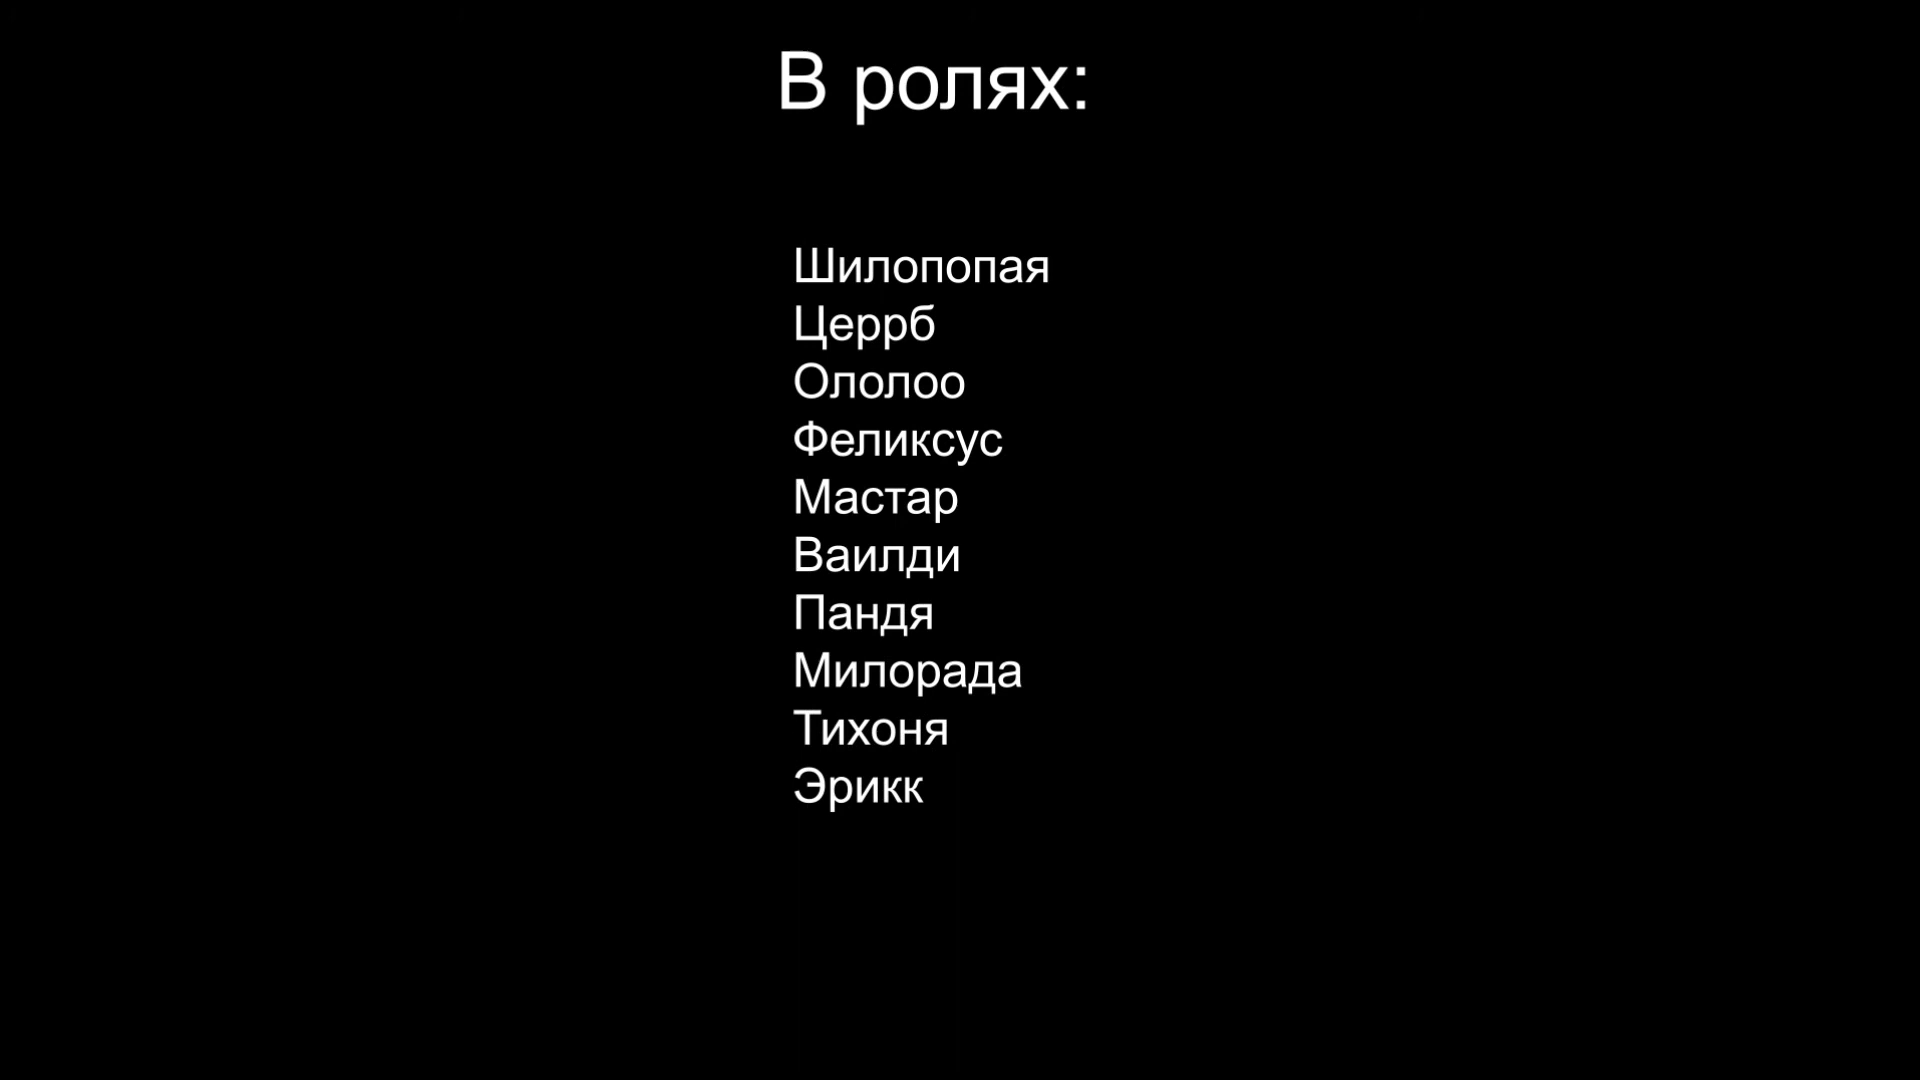 В ролях:
Шилопопая
Церрб
Ололоо
Феликсус
Мастар
Ваилди
Пандя
Милорада
Тихоня
Эрикк